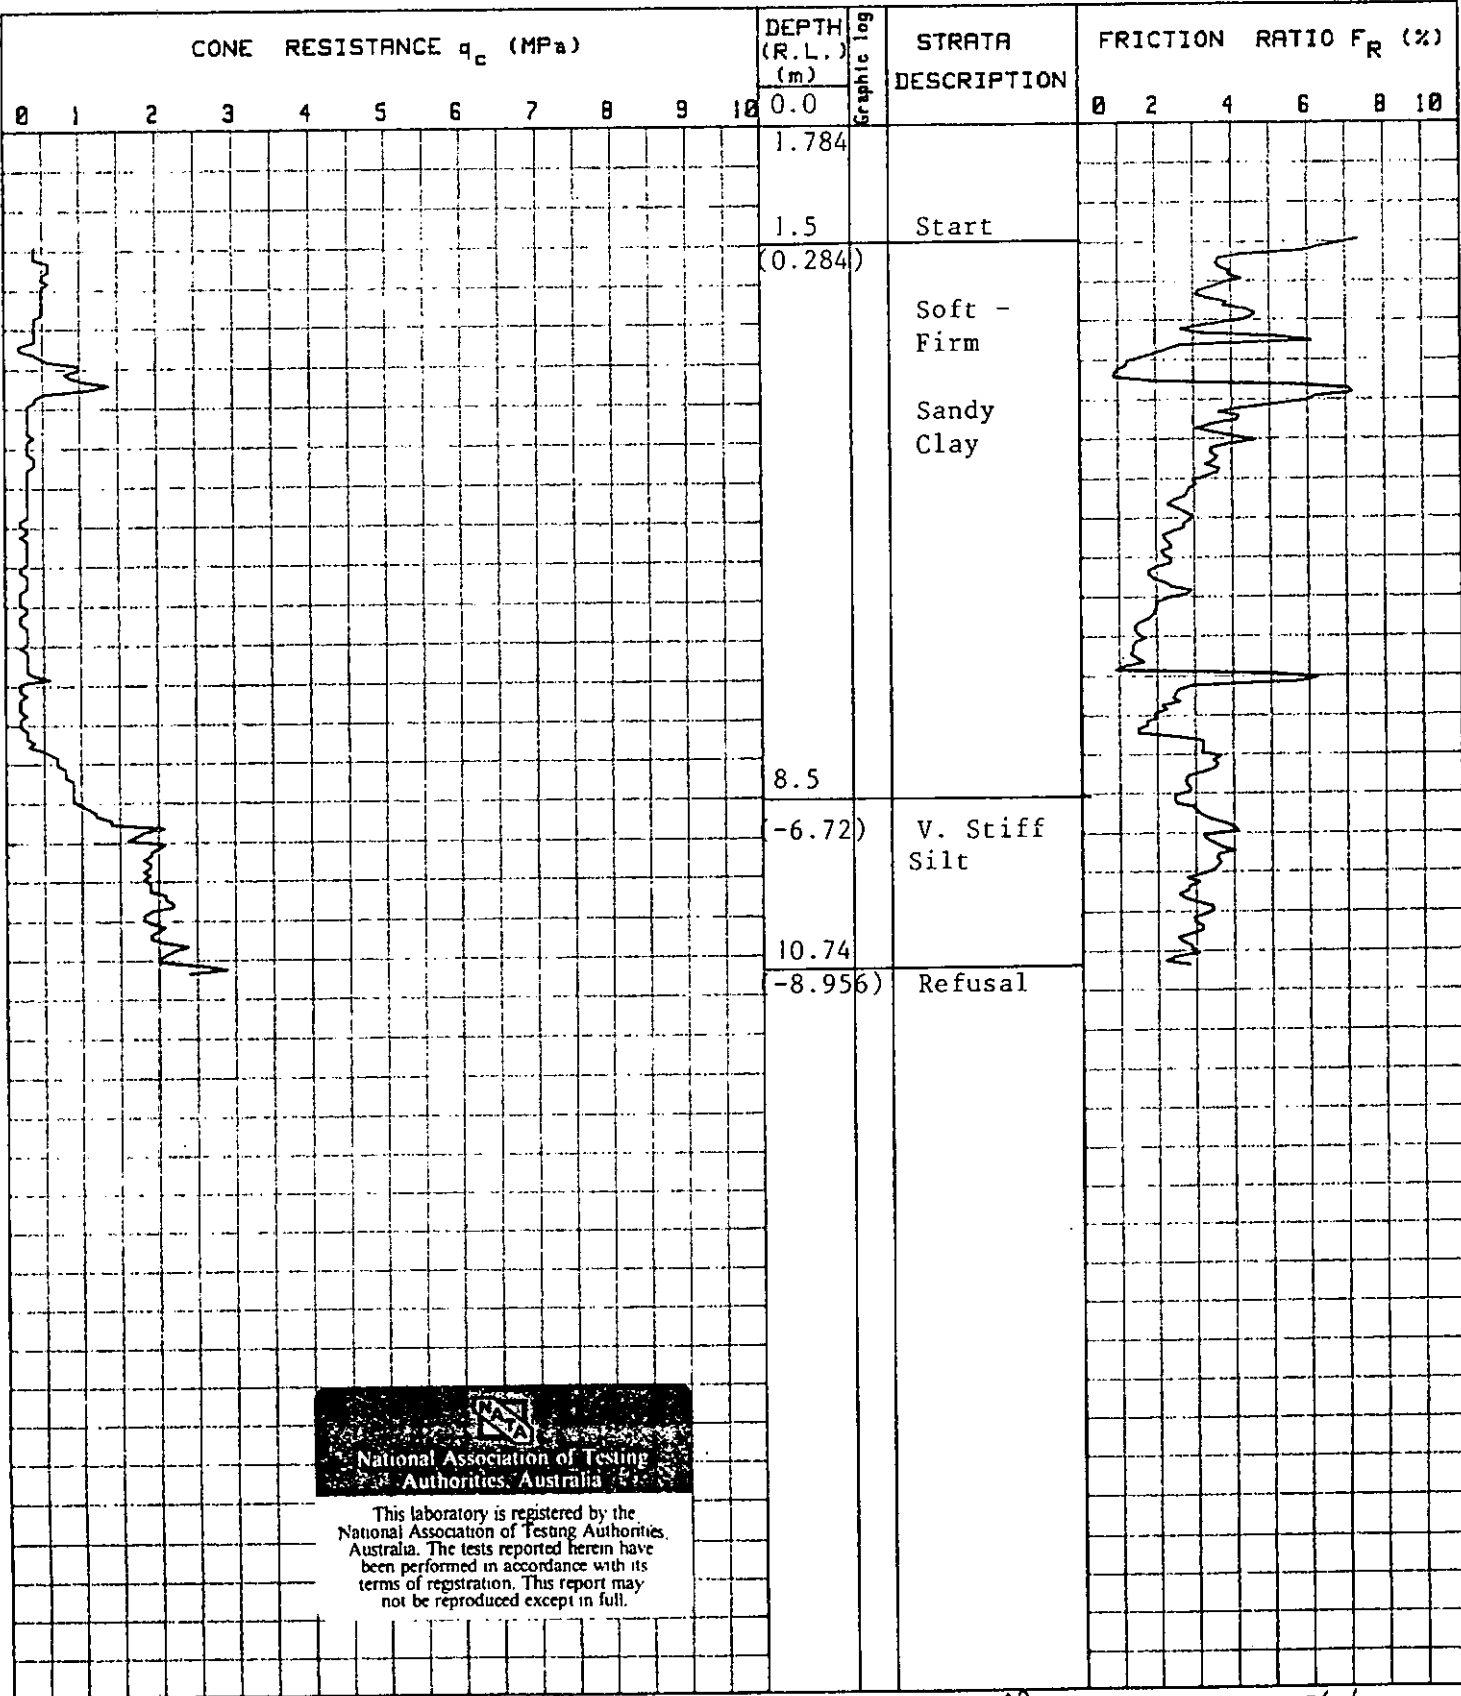 CONE RESISTANCE qc (MPa)
DEPTH
(R.L.)
(m)
0.0
Graphic log
STRATA
DESCRIPTION
FRICTION RATIO FR (%)
0 1 2 3 4 5 6 7 8 9 10
0 2 4 6 8 10
1.784
1.5 Start
(0.284)
Soft -
Firm
Sandy
Clay
8.5
(-6.72) V. Stiff
Silt
10.74
(-8.956) Refusal
NATA
National Association of Testing
Authorities, Australia
This laboratory is registered by the
National Association of Testing Authorities,
Australia. The tests reported herein have
been performed in accordance with its
terms of registration. This report may
not be reproduced except in full.